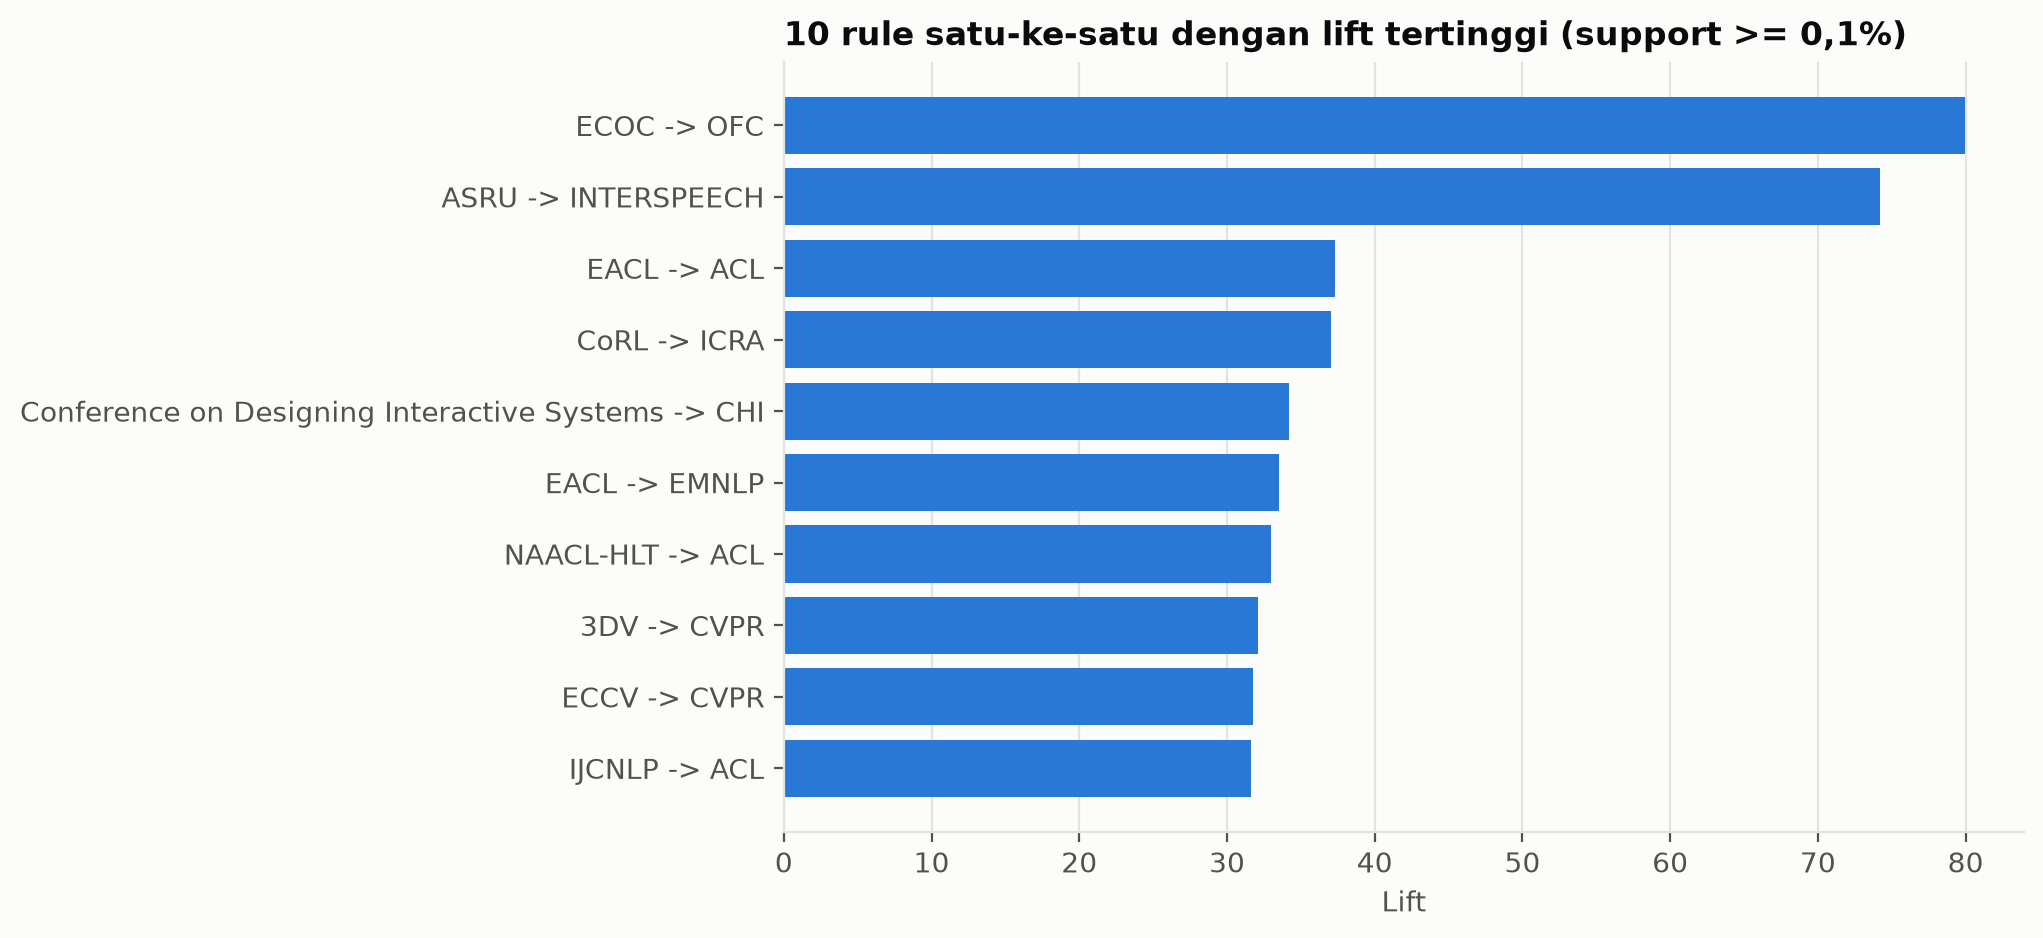 10 rule satu-ke-satu dengan lift tertinggi (support >= 0,1%)
ECOC -> OFC
ASRU -> INTERSPEECH
EACL -> ACL
CoRL -> ICRA
Conference on Designing Interactive Systems -> CHI
EACL -> EMNLP
NAACL-HLT -> ACL
3DV -> CVPR
ECCV -> CVPR
IJCNLP -> ACL
0 10 20 30 40 50 60 70 80
Lift